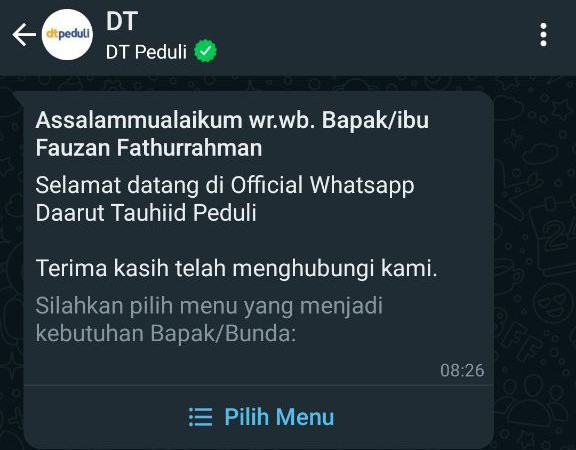 DT
dtpeduli
DT Peduli
Assalammualaikum wr.wb. Bapak/ibu
Fauzan Fathurrahman
Selamat datang di Official Whatsapp
Daarut Tauhiid Peduli
Terima kasih telah menghubungi kami.
Silahkan pilih menu yang menjadi
kebutuhan Bapak/Bunda:
08:26
Pilih Menu